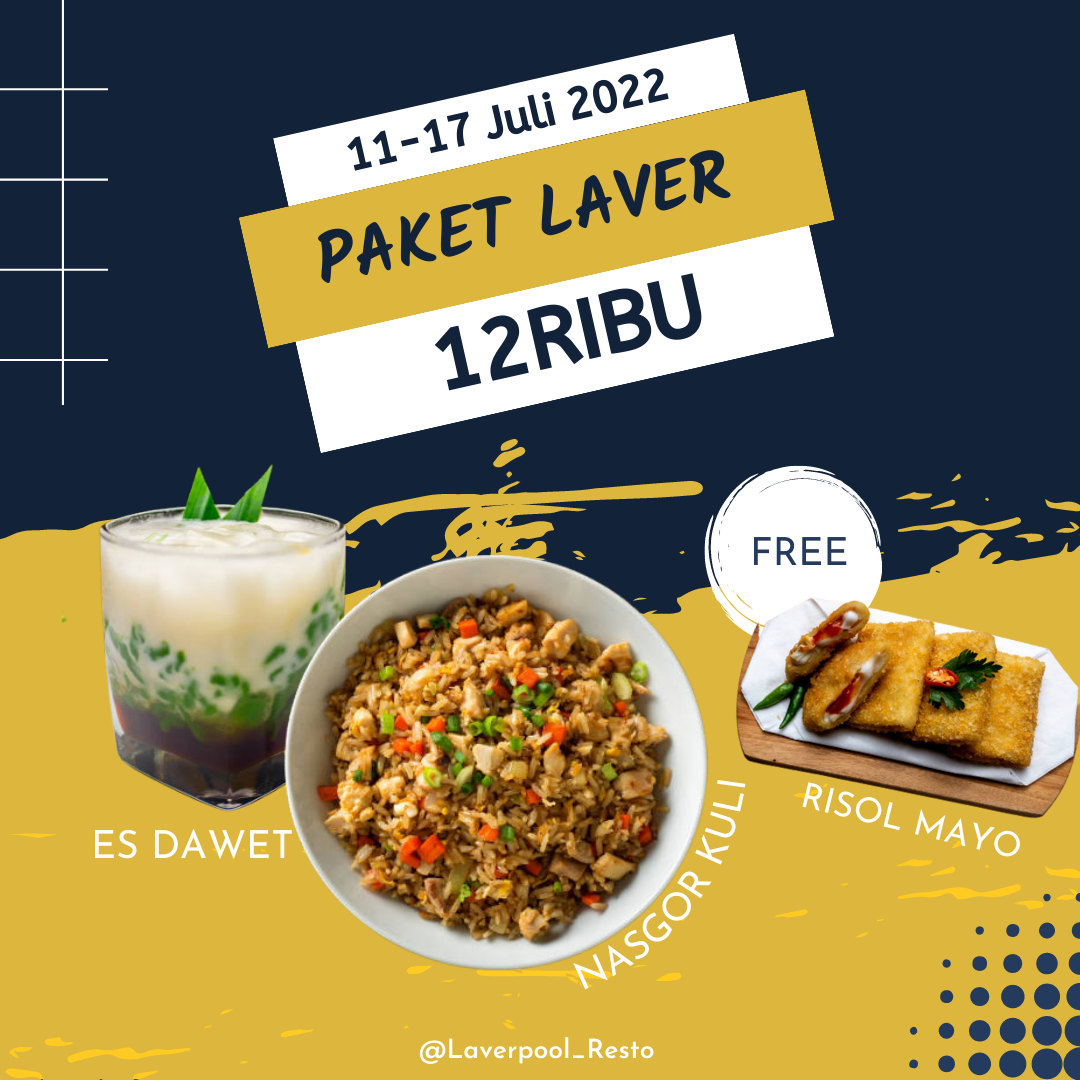 11-17 Juli 2022
PAKET LAVER
12RIBU
FREE
ES DAWET
NASGOR KULI
RISOL MAYO
@Laverpool_Resto